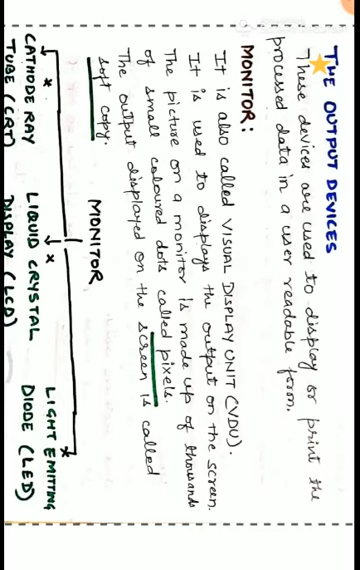 THE OUTPUT DEVICES
These devices are used to display or print the
processed data in a user readable form.
MONITOR:
It is also called VISUAL DISPLAY UNIT (VDU).
It is used to displays the output on the screen.
The picture on a monitor is made up of thousands
of small coloured dots called pixels
The output displayed on the screen is called
soft copy.
MONITOR
CATHODE RAY LIQUID CRYSTAL LIGHT EMITTING
TUBE (CRT) DISPLAY (LCD) DIODE (LED)